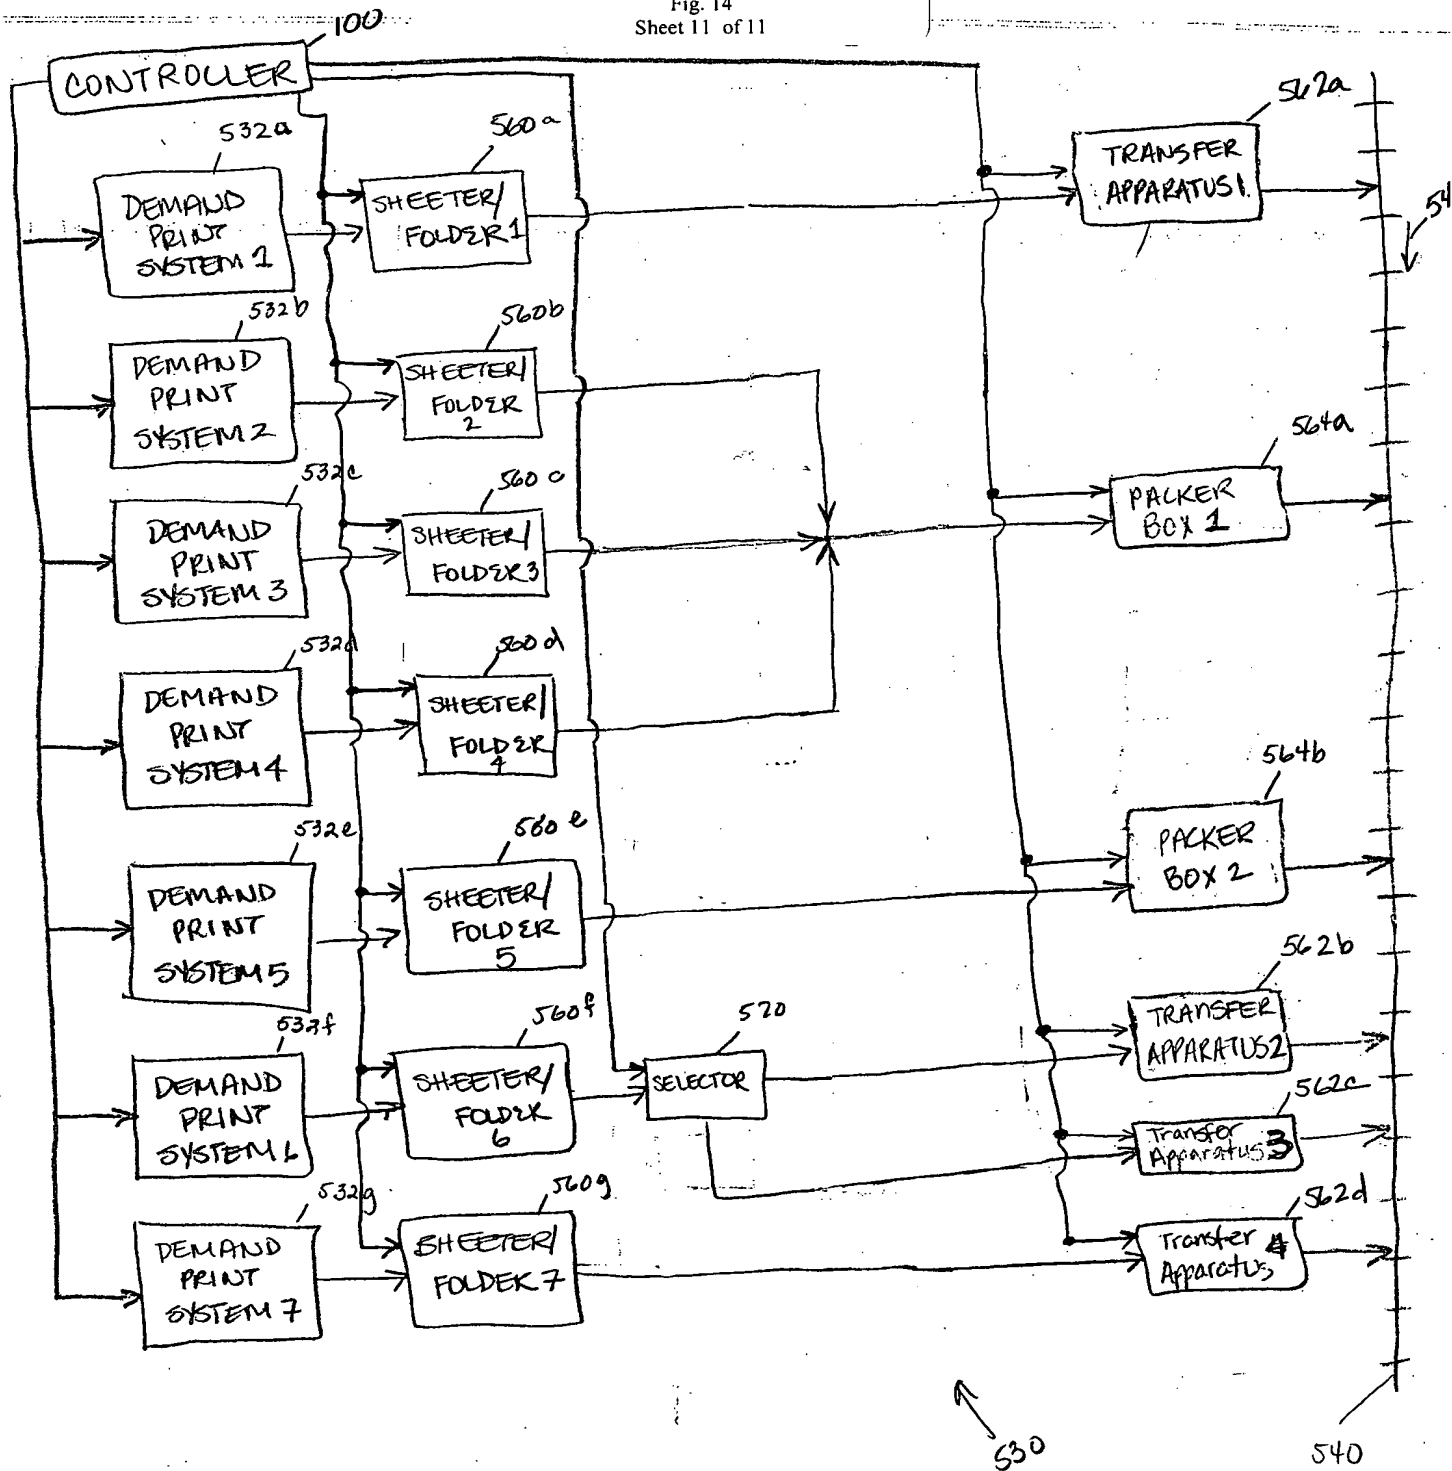 Fig. 14
Sheet 11 of 11
100
CONTROLLER
532a
560a
562a
DEMAND
PRINT
SYSTEM 1
SHEETER/
FOLDER 1
TRANSFER
APPARATUS 1
54
532b
560b
DEMAND
PRINT
SYSTEM 2
SHEETER/
FOLDER
2
564a
PACKER
BOX 1
532c
560c
DEMAND
PRINT
SYSTEM 3
SHEETER/
FOLDER 3
532d
560d
DEMAND
PRINT
SYSTEM 4
SHEETER/
FOLDER
4
564b
PACKER
BOX 2
532e
560e
DEMAND
PRINT
SYSTEM 5
SHEETER/
FOLDER
5
562b
TRANSFER
APPARATUS 2
532f
560f
570
DEMAND
PRINT
SYSTEM 6
SHEETER/
FOLDER
6
SELECTOR
562c
Transfer
Apparatus 3
532g
560g
562d
DEMAND
PRINT
SYSTEM 7
SHEETER/
FOLDER 7
Transfer
Apparatus 4
530
540